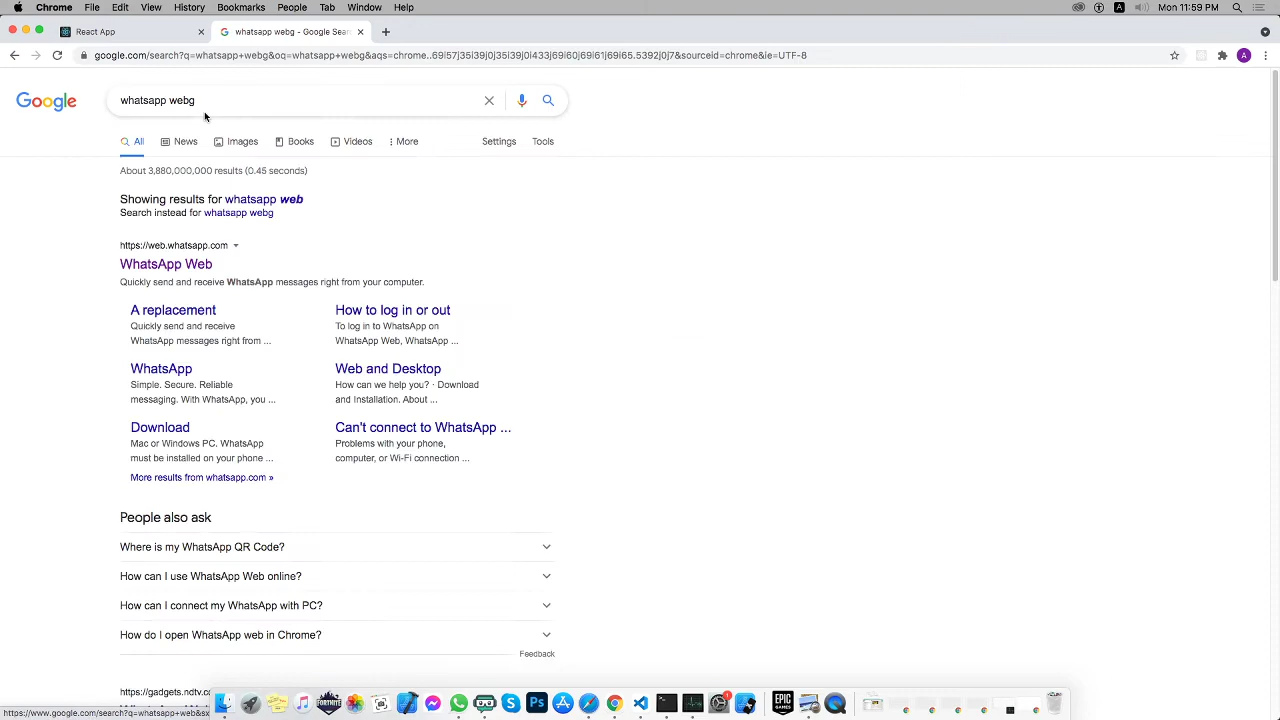 Chrome File Edit View History Bookmarks People Tab Window Help A Mon 11:59 PM
React App
whatsapp webg - Google Sear
google.com/search?q=whatsapp+webg&oq=whatsapp+webg&aqs=chrome..69i57j35i39j0j35i39j0i433j69i60j69i61j69i65.5392j0j7&sourceid=chrome&ie=UTF-8
A
Google
whatsapp webg
All News Images Books Videos More Settings Tools
About 3,880,000,000 results (0.45 seconds)
Showing results for whatsapp web
Search instead for whatsapp webg
https://web.whatsapp.com
WhatsApp Web
Quickly send and receive WhatsApp messages right from your computer.
A replacement
Quickly send and receive
WhatsApp messages right from ...
How to log in or out
To log in to WhatsApp on
WhatsApp Web, WhatsApp ...
WhatsApp
Simple. Secure. Reliable
messaging. With WhatsApp, you ...
Web and Desktop
How can we help you? · Download
and Installation. About ...
Download
Mac or Windows PC. WhatsApp
must be installed on your phone ...
Can't connect to WhatsApp ...
Problems with your phone,
computer, or Wi-Fi connection ...
More results from whatsapp.com »
People also ask
Where is my WhatsApp QR Code?
How can I use WhatsApp Web online?
How can I connect my WhatsApp with PC?
How do I open WhatsApp web in Chrome?
Feedback
https://gadgets.ndtv.c
FORTNITE
Ps
1
EPIC
GAMES
https://www.google.com/search?q=whatsapp+web&sx